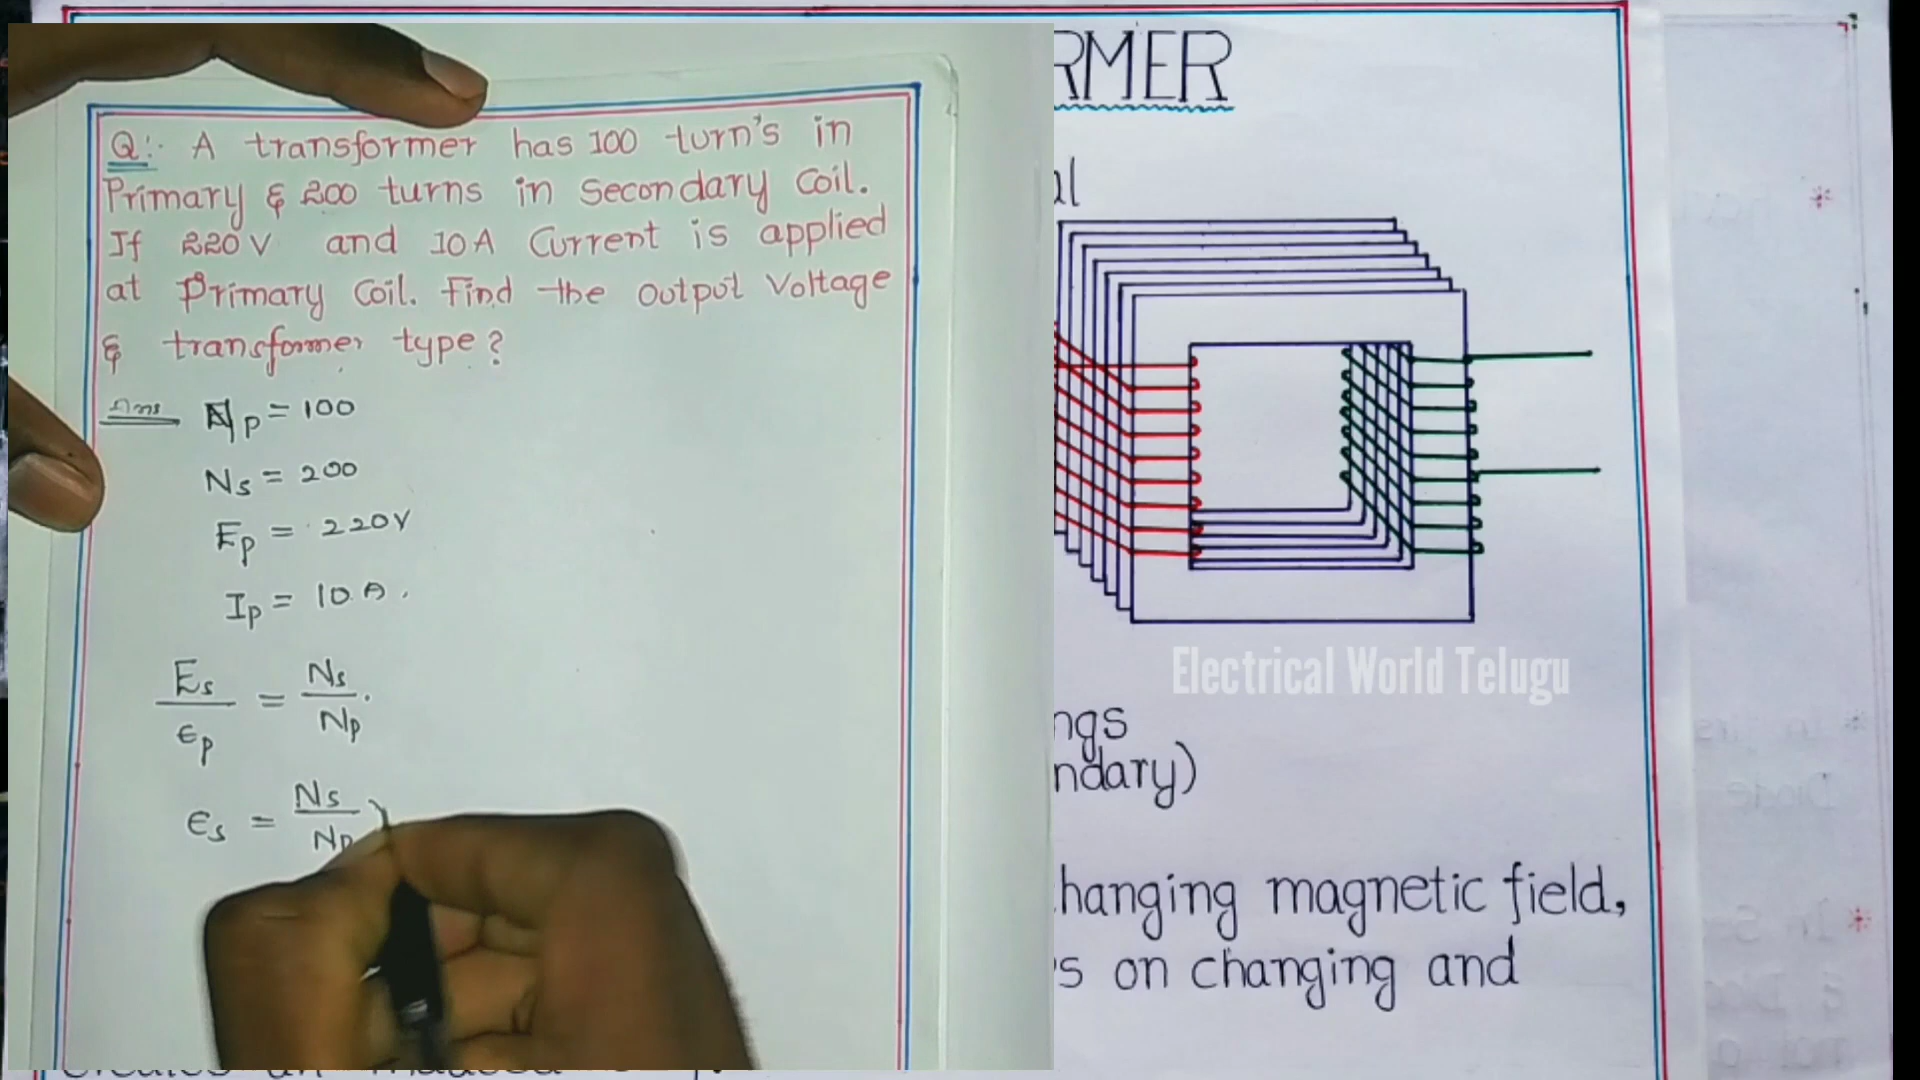 Q:- A transformer has 100 turn's in
Primary & 200 turns in Secondary Coil.
If 220V and 10A Current is applied
at Primary Coil. Find the output Voltage
& transformer type?
Ans Np = 100
Ns = 200
Ep = 220V
Ip = 10A.
Es/Ep = Ns/Np.
Es = Ns/Np
RMER
al
Electrical World Telugu
ngs
ndary)
hanging magnetic field,
s on changing and